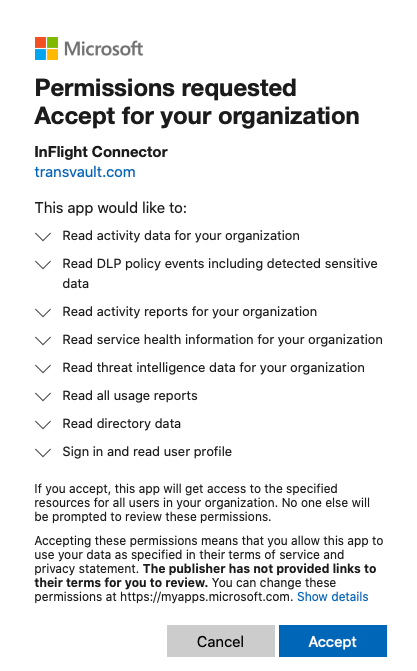 Microsoft
Permissions requested
Accept for your organization
InFlight Connector
transvault.com
This app would like to:
Read activity data for your organization
Read DLP policy events including detected sensitive
data
Read activity reports for your organization
Read service health information for your organization
Read threat intelligence data for your organization
Read all usage reports
Read directory data
Sign in and read user profile
If you accept, this app will get access to the specified
resources for all users in your organization. No one else will
be prompted to review these permissions.
Accepting these permissions means that you allow this app to
use your data as specified in their terms of service and
privacy statement. The publisher has not provided links to
their terms for you to review. You can change these
permissions at https://myapps.microsoft.com. Show details
Cancel
Accept